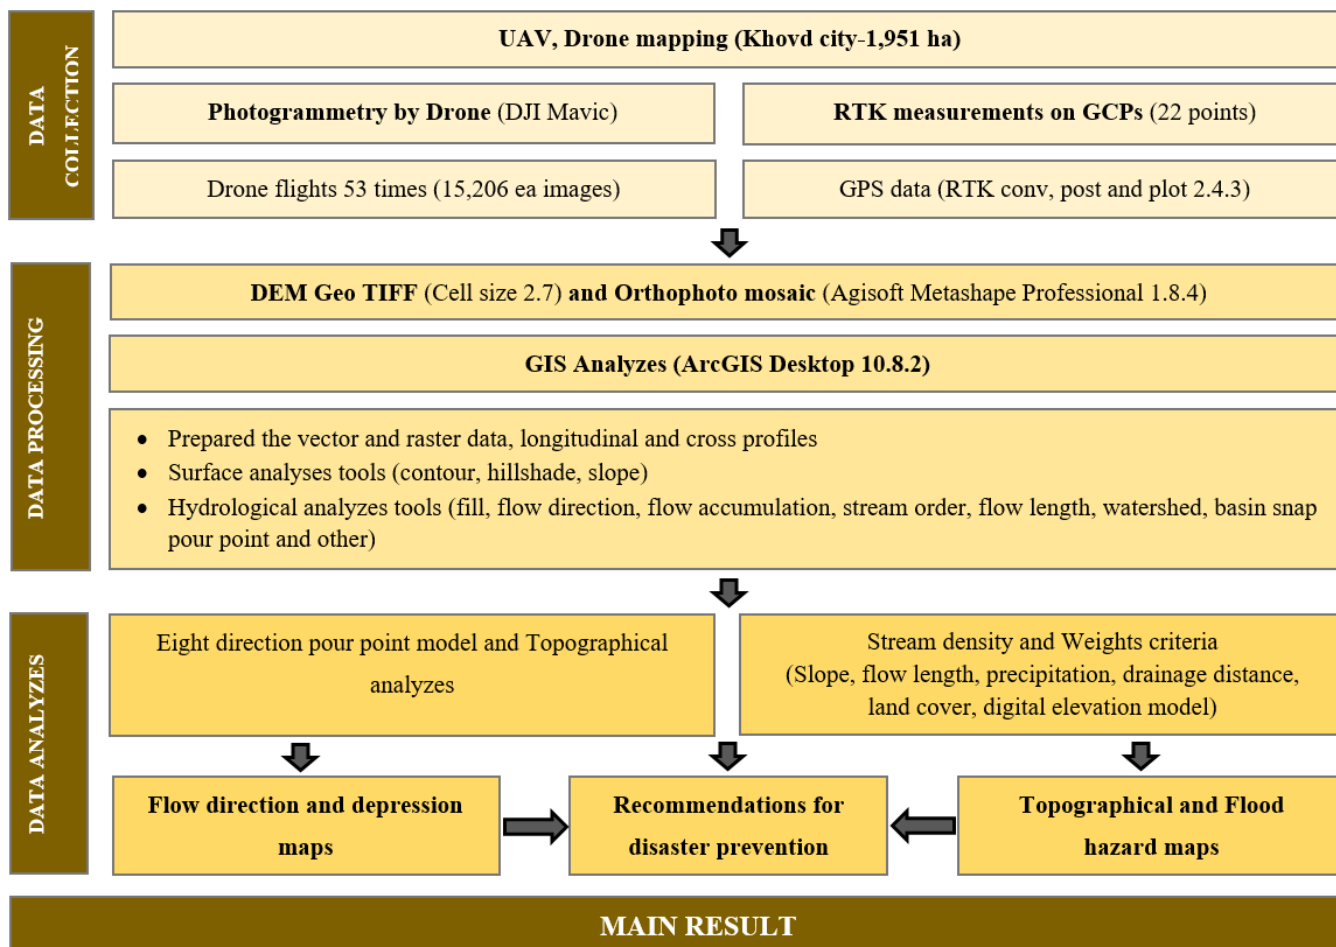 DATA
COLLECTION
UAV, Drone mapping (Khovd city-1,951 ha)
Photogrammetry by Drone (DJI Mavic)
RTK measurements on GCPs (22 points)
Drone flights 53 times (15,206 ea images)
GPS data (RTK conv, post and plot 2.4.3)
DATA PROCESSING
DEM Geo TIFF (Cell size 2.7) and Orthophoto mosaic (Agisoft Metashape Professional 1.8.4)
GIS Analyzes (ArcGIS Desktop 10.8.2)
• Prepared the vector and raster data, longitudinal and cross profiles
• Surface analyses tools (contour, hillshade, slope)
• Hydrological analyzes tools (fill, flow direction, flow accumulation, stream order, flow length, watershed, basin snap
pour point and other)
DATA ANALYZES
Eight direction pour point model and Topographical
analyzes
Stream density and Weights criteria
(Slope, flow length, precipitation, drainage distance,
land cover, digital elevation model)
Flow direction and depression
maps
Recommendations for
disaster prevention
Topographical and Flood
hazard maps
MAIN RESULT